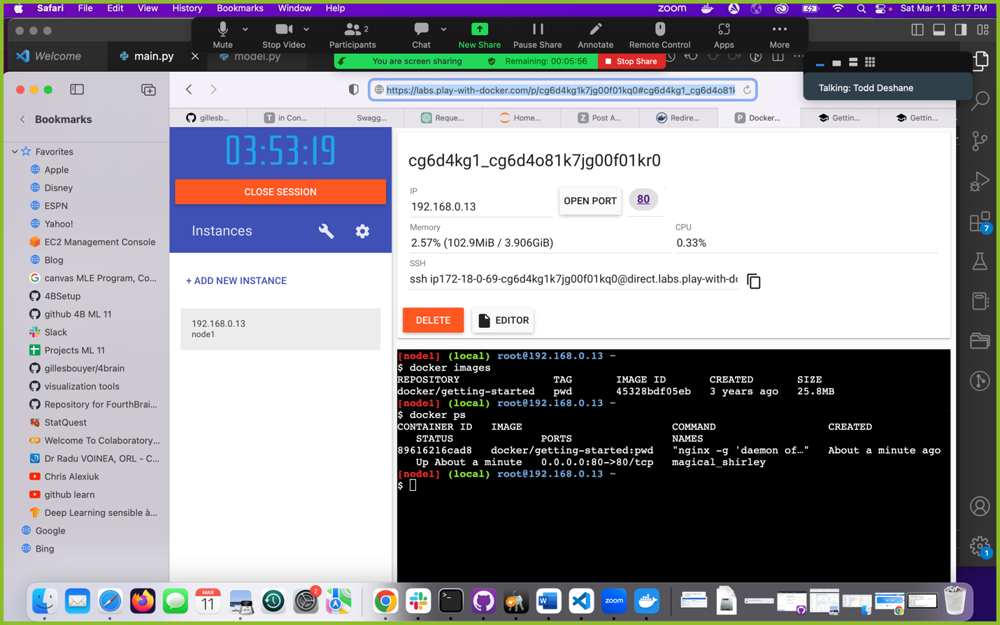 Safari File Edit View History Bookmarks Window Help zoom Sat Mar 11 8:17 PM
Mute Stop Video Participants 2 Chat New Share Pause Share Annotate Remote Control Apps More
Welcome main.py model.py
You are screen sharing Remaining: 00:05:56 Stop Share
Talking: Todd Deshane
https://labs.play-with-docker.com/p/cg6d4kg1k7jg00f01kq0#cg6d4kg1_cg6d4o81k
gillesb... in Con... Swagg... Reque... Home... Post A... Redire... Docker... Gettin... Gettin...
Bookmarks
Favorites
Apple
Disney
ESPN
Yahoo!
EC2 Management Console
Blog
canvas MLE Program, Co...
4BSetup
github 4B ML 11
Slack
Projects ML 11
gillesbouyer/4brain
visualization tools
Repository for FourthBrai...
StatQuest
Welcome To Colaboratory...
Dr Radu VOINEA, ORL - C...
Chris Alexiuk
github learn
Deep Learning sensible à...
Google
Bing
03:53:19
CLOSE SESSION
Instances
+ ADD NEW INSTANCE
192.168.0.13
node1
cg6d4kg1_cg6d4o81k7jg00f01kr0
IP
192.168.0.13
OPEN PORT 80
Memory CPU
2.57% (102.9MiB / 3.906GiB) 0.33%
SSH
ssh ip172-18-0-69-cg6d4kg1k7jg00f01kq0@direct.labs.play-with-do
DELETE EDITOR
[node1] (local) root@192.168.0.13 ~
$ docker images
REPOSITORY TAG IMAGE ID CREATED SIZE
docker/getting-started pwd 45328bdf05eb 3 years ago 25.8MB
[node1] (local) root@192.168.0.13 ~
$ docker ps
CONTAINER ID IMAGE COMMAND CREATED
STATUS PORTS NAMES
89616216cad8 docker/getting-started:pwd "nginx -g 'daemon of…" About a minute ago
Up About a minute 0.0.0.0:80->80/tcp magical_shirley
[node1] (local) root@192.168.0.13 ~
$
7
1
MAR
11
2
zoom